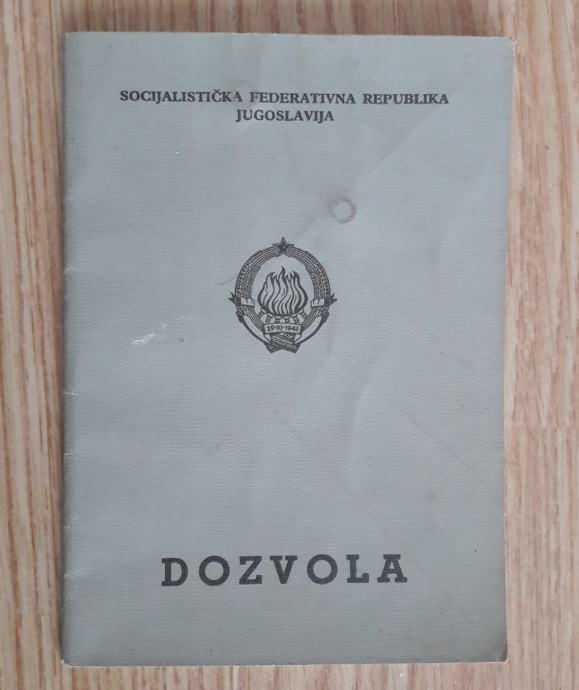 SOCIJALISTIČKA FEDERATIVNA REPUBLIKA
JUGOSLAVIJA
29·XI·1943
DOZVOLA